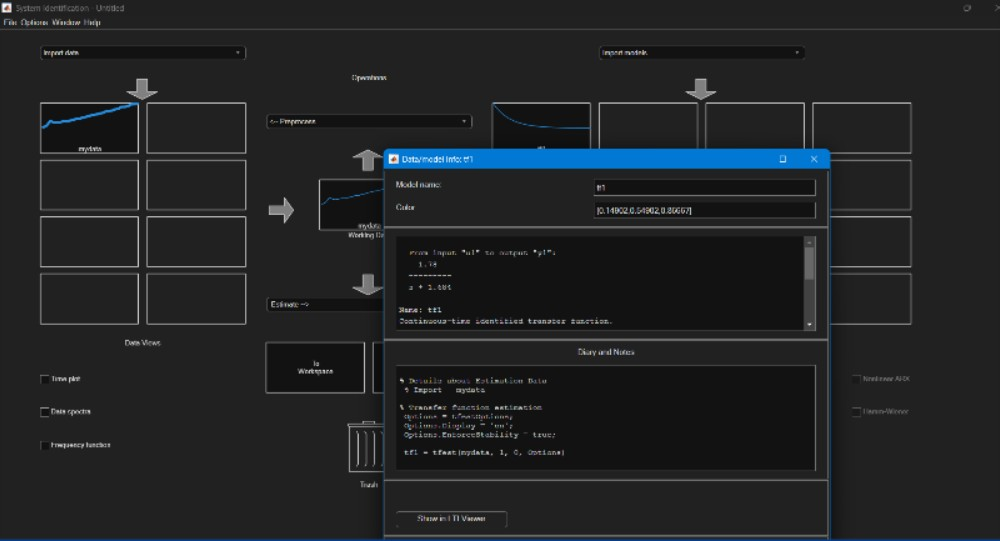 System Identification - Untitled
File Options Window Help
Import data
Import models
Operations
<-- Preprocess
mydata
tf1
mydata
Working Da
Estimate -->
Data Views
To
Workspace
Time plot
Data spectra
Frequency function
Trash
Nonlinear ARX
Hamm-Wiener
Data/model Info: tf1
Model name:
tf1
Color
[0.14902,0.54902,0.86667]
From input "u1" to output "y1":
1.78
---------
s + 1.684
Name: tf1
Continuous-time identified transfer function.
Diary and Notes
% Details about Estimation Data
% Import mydata
% Transfer function estimation
Options = tfestOptions;
Options.Display = 'on';
Options.EnforceStability = true;
tf1 = tfest(mydata, 1, 0, Options)
Show in LTI Viewer